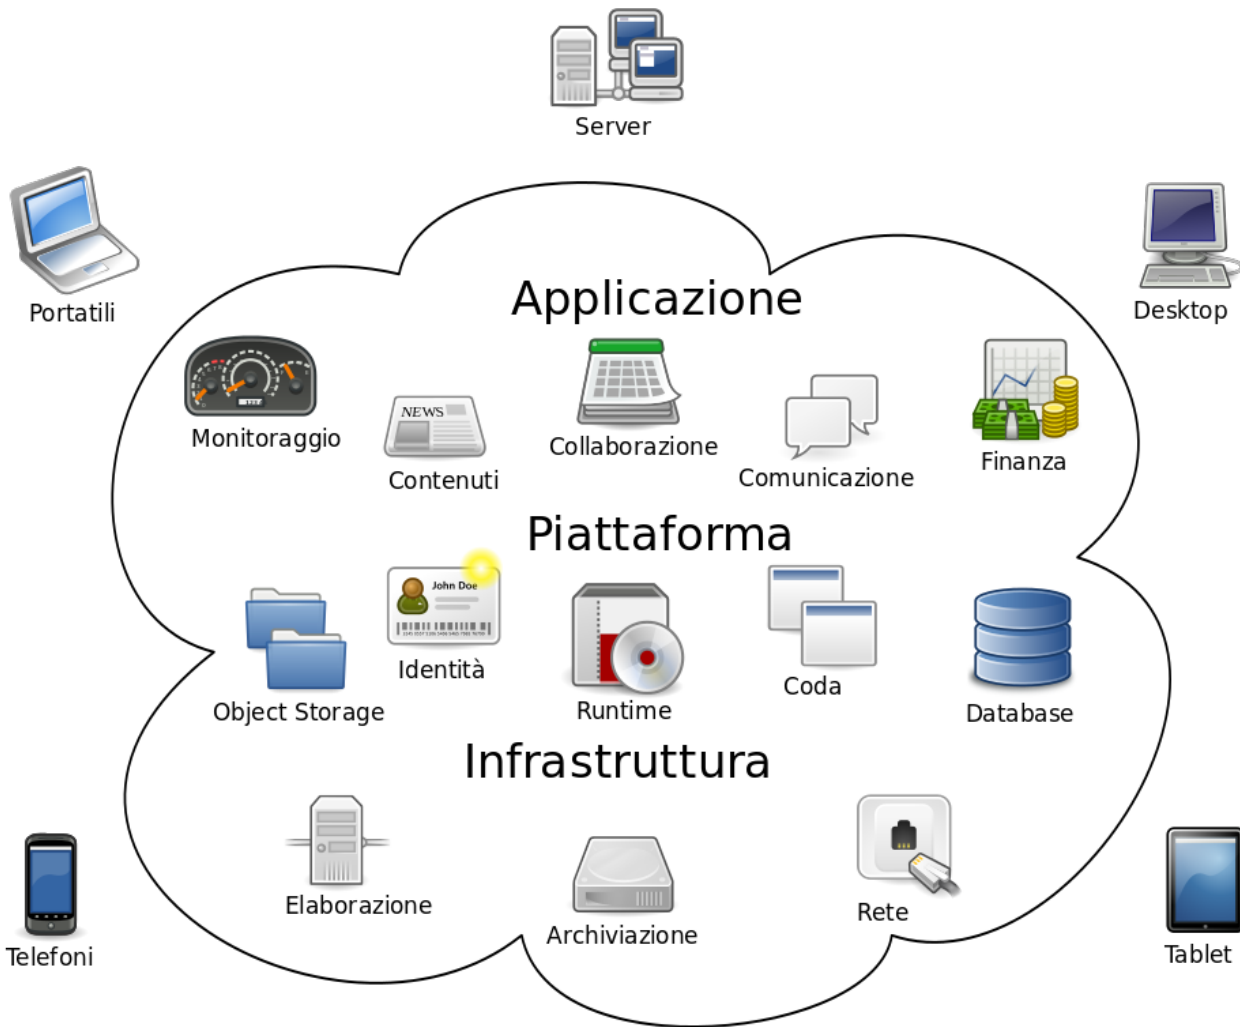 Server
Portatili
Desktop
Applicazione
Monitoraggio
NEWS
Contenuti
Collaborazione
Comunicazione
Finanza
Piattaforma
John Doe
Object Storage
Identità
Runtime
Coda
Database
Infrastruttura
Elaborazione
Archiviazione
Rete
Telefoni
Tablet